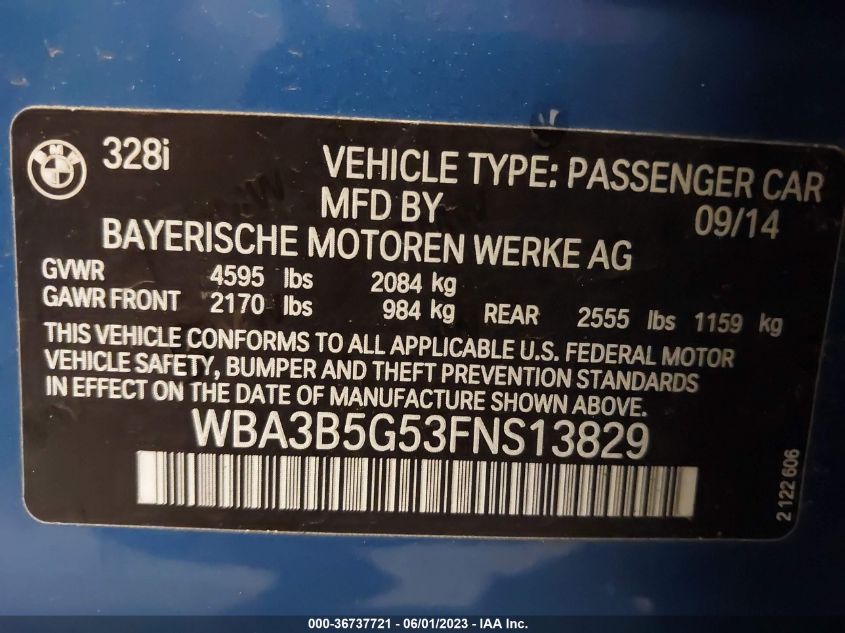 BMW 328i VEHICLE TYPE: PASSENGER CAR
MFD BY 09/14
BAYERISCHE MOTOREN WERKE AG
GVWR 4595 lbs 2084 kg
GAWR FRONT 2170 lbs 984 kg REAR 2555 lbs 1159 kg
THIS VEHICLE CONFORMS TO ALL APPLICABLE U.S. FEDERAL MOTOR
VEHICLE SAFETY, BUMPER AND THEFT PREVENTION STANDARDS
IN EFFECT ON THE DATE OF MANUFACTURE SHOWN ABOVE.
WBA3B5G53FNS13829
2 122 606
000-36737721 - 06/01/2023 - IAA, Inc.